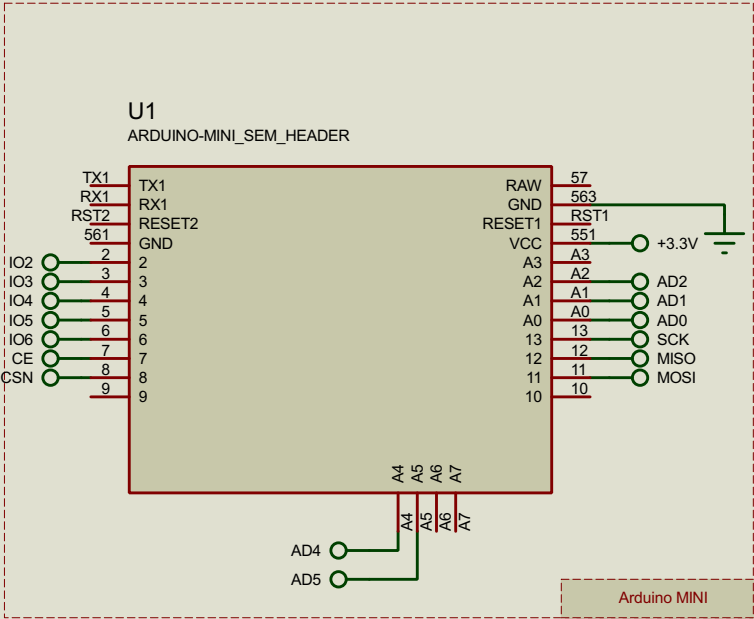 U1
ARDUINO-MINI_SEM_HEADER
TX1 TX1 RAW 57
RX1 RX1 GND 563
RST2 RESET2 RESET1 RST1
561 GND VCC 551 +3.3V
IO2 2 2 A3 A3
IO3 3 3 A2 A2 AD2
IO4 4 4 A1 A1 AD1
IO5 5 5 A0 A0 AD0
IO6 6 6 13 13 SCK
CE 7 7 12 12 MISO
CSN 8 8 11 11 MOSI
9 9 10 10
A4 A5 A6 A7
A4 A5 A6 A7
AD4
AD5
Arduino MINI